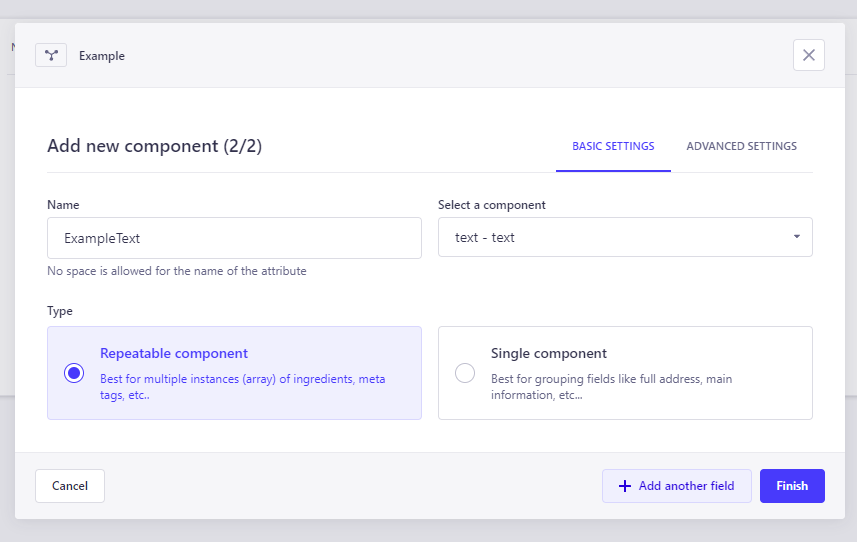 Example
Add new component (2/2)
BASIC SETTINGS
ADVANCED SETTINGS
Name
Select a component
ExampleText
text - text
No space is allowed for the name of the attribute
Type
Repeatable component
Best for multiple instances (array) of ingredients, meta
tags, etc..
Single component
Best for grouping fields like full address, main
information, etc...
Cancel
Add another field
Finish